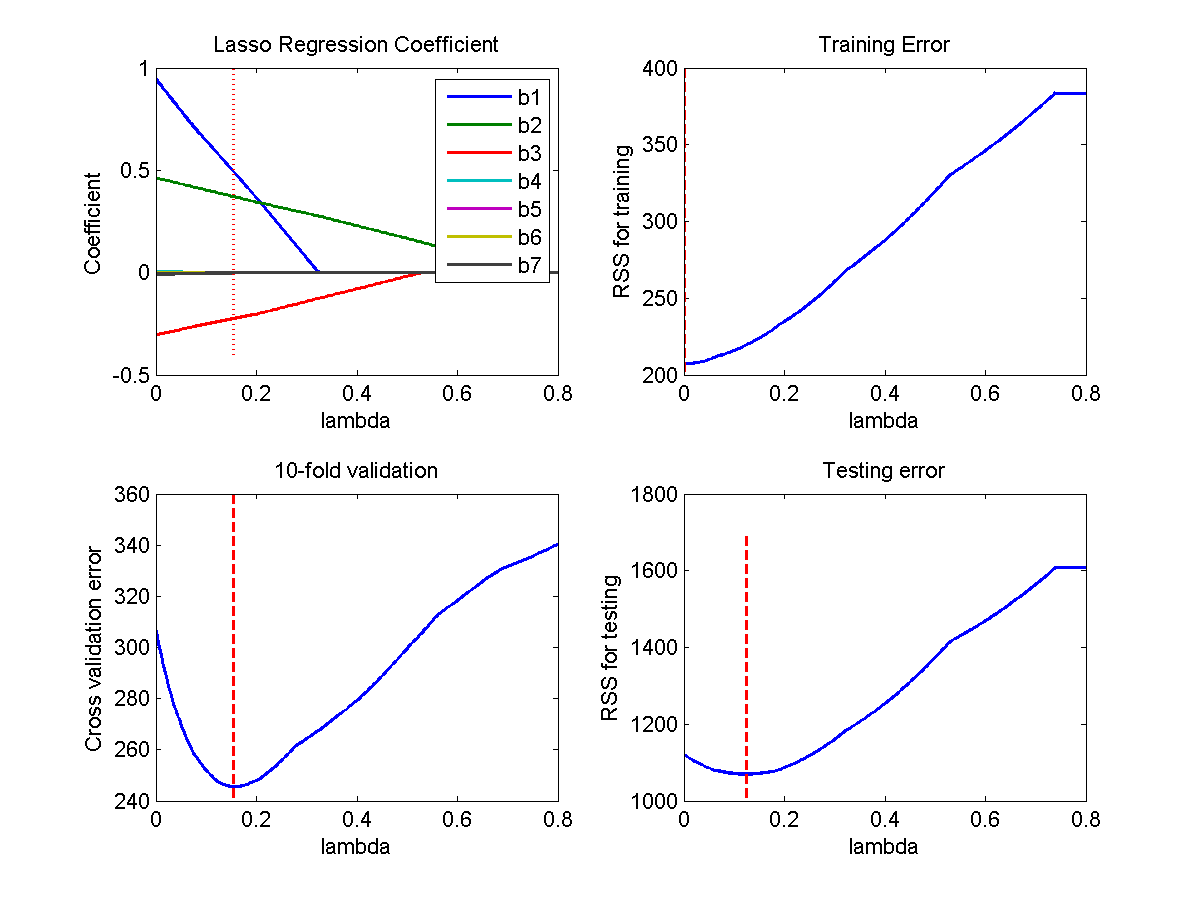 Lasso Regression Coefficient
1
0.5
0
-0.5
Coefficient
b1
b2
b3
b4
b5
b6
b7
0 0.2 0.4 0.6 0.8
lambda
Training Error
400
350
300
250
200
RSS for training
0 0.2 0.4 0.6 0.8
lambda
10-fold validation
360
340
320
300
280
260
240
Cross validation error
0 0.2 0.4 0.6 0.8
lambda
Testing error
1800
1600
1400
1200
1000
RSS for testing
0 0.2 0.4 0.6 0.8
lambda